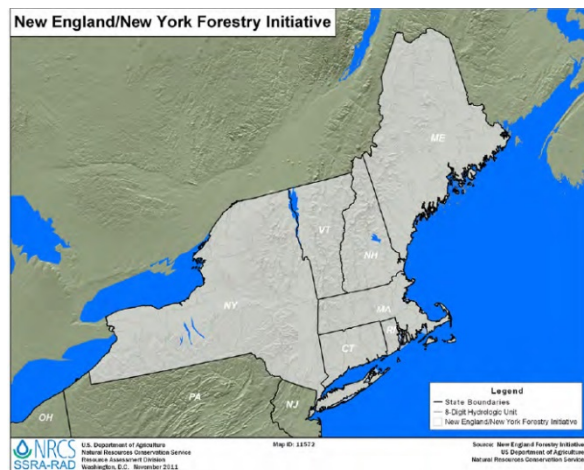 New England/New York Forestry Initiative
ME
VT
NH
NY
MA
CT
RI
PA
NJ
OH
Legend
State Boundaries
8-Digit Hydrologic Unit
New England/New York Forestry Initiative
NRCS
SSRA-RAD
U.S. Department of Agriculture
Natural Resources Conservation Service
Resource Assessment Division
Washington, D.C. November 2011
Map ID: 11573
Source: New England Forestry Initiative
US Department of Agriculture
Natural Resources Conservation Service